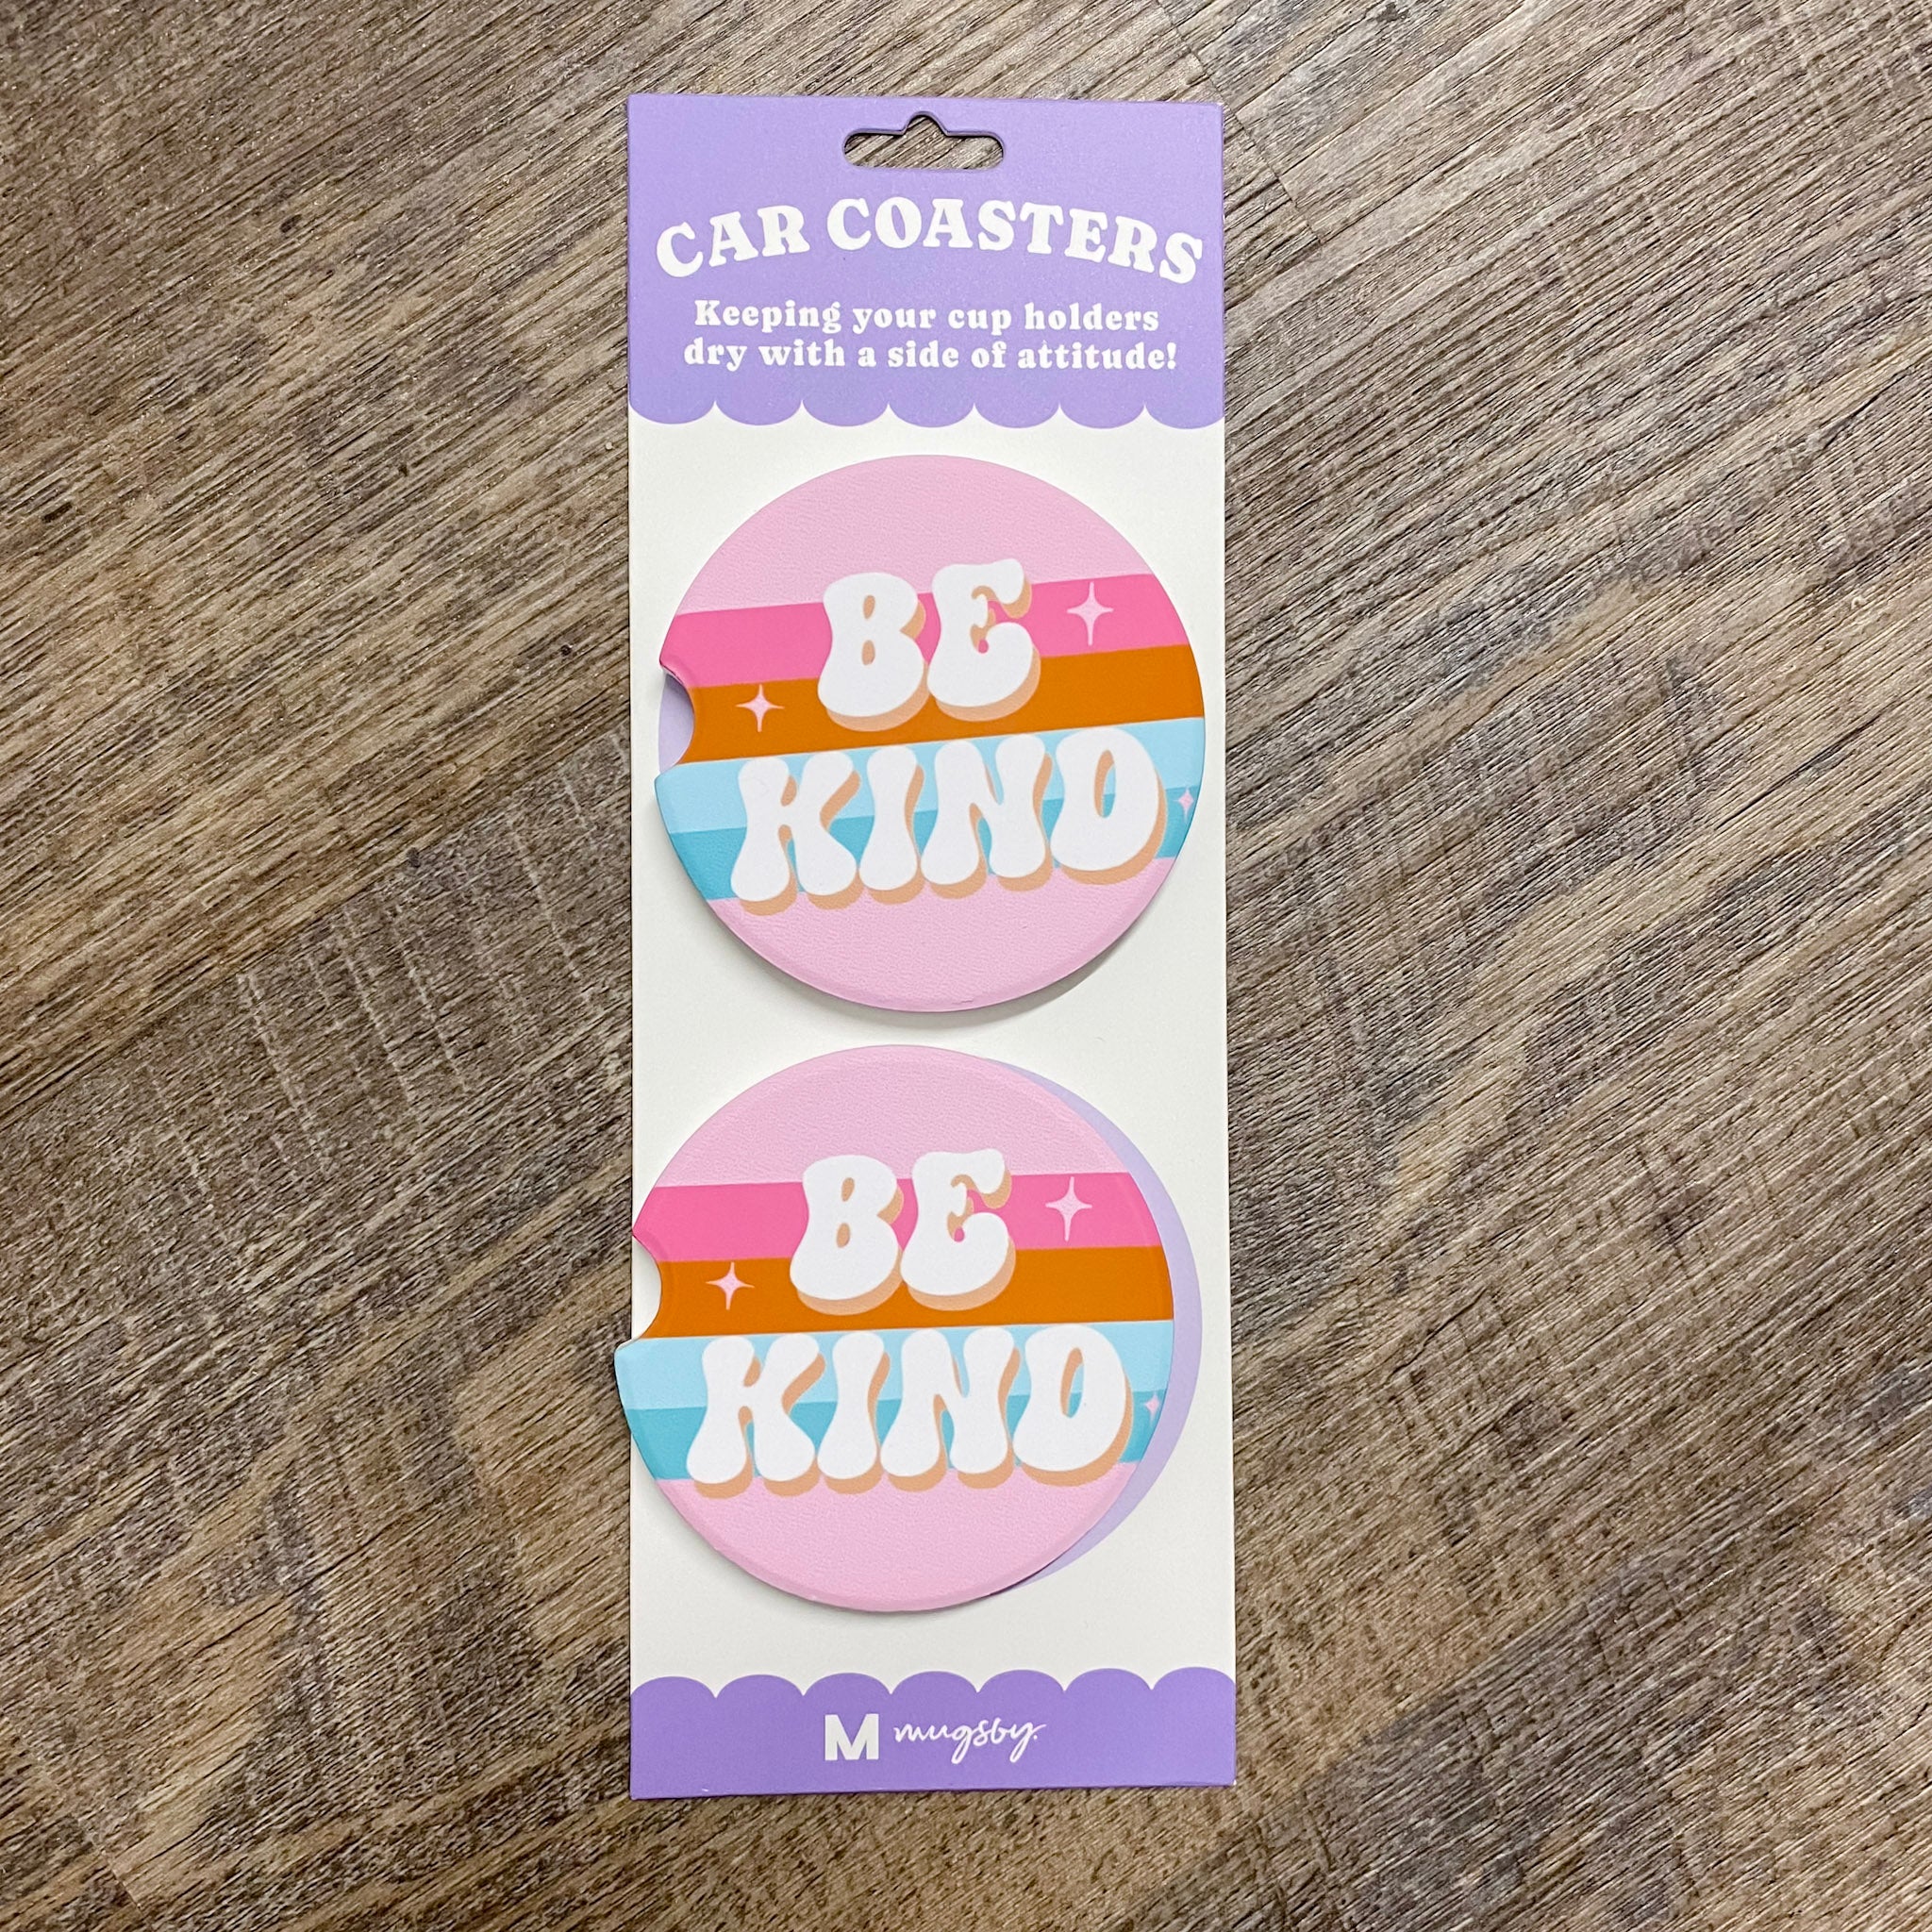 CAR COASTERS
Keeping your cup holders
dry with a side of attitude!
BE
KIND
BE
KIND
M mugsby.